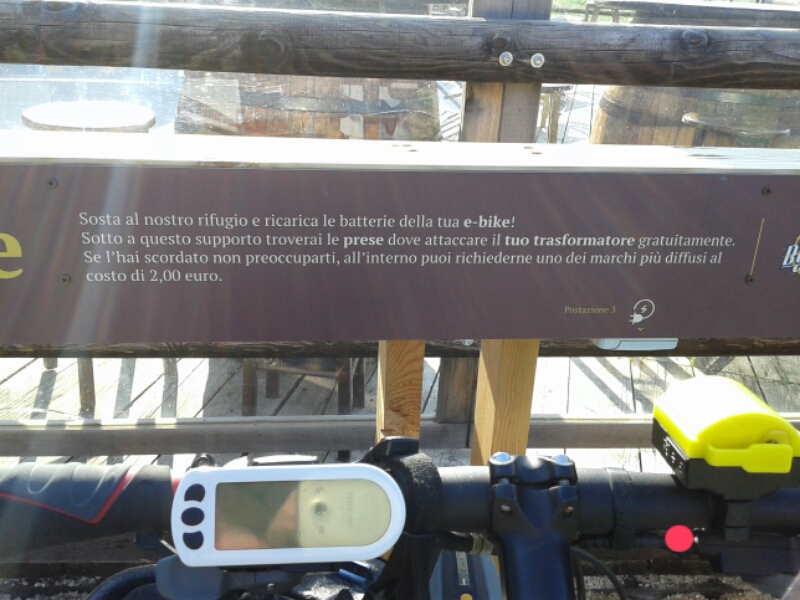 Sosta al nostro rifugio e ricarica le batterie della tua e-bike!
Sotto a questo supporto troverai le prese dove attaccare il tuo trasformatore gratuitamente.
Se l'hai scordato non preoccuparti, all'interno puoi richiederne uno dei marchi più diffusi al
costo di 2,00 euro.
Postazione 3